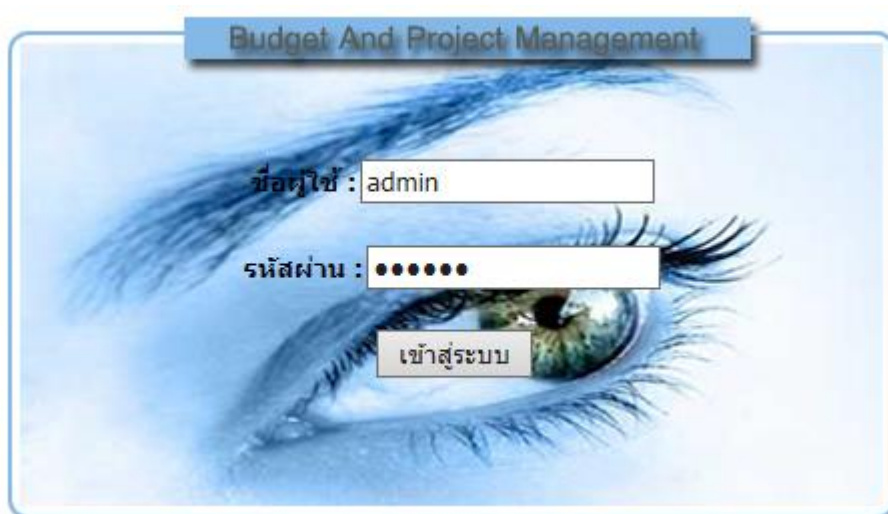 Budget And Project Management
ชื่อผู้ใช้ : admin
รหัสผ่าน : ●●●●●●
เข้าสู่ระบบ